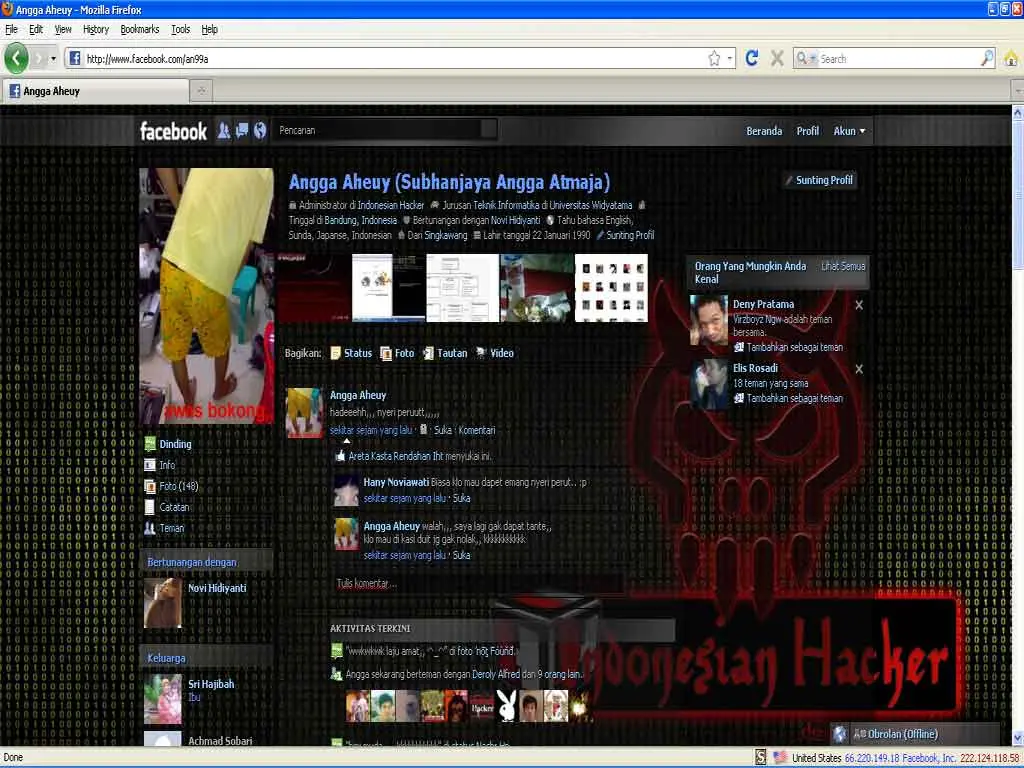 Angga Aheuy - Mozilla Firefox
File Edit View History Bookmarks Tools Help
http://www.facebook.com/an99a
Search
Angga Aheuy
facebook
Pencarian
Beranda Profil Akun
Angga Aheuy (Subhanjaya Angga Atmaja)
Sunting Profil
Administrator di Indonesian Hacker Jurusan Teknik Informatika di Universitas Widyatama
Tinggal di Bandung, Indonesia Bertunangan dengan Novi Hidiyanti Tahu bahasa English,
Sunda, Japanse, Indonesian Dari Singkawang Lahir tanggal 22 Januari 1990 Sunting Profil
awas bokong
Orang Yang Mungkin Anda Kenal
Lihat Semua
Deny Pratama
Virzboyz Ngw adalah teman
bersama.
Tambahkan sebagai teman
Elis Rosadi
18 teman yang sama
Tambahkan sebagai teman
Bagikan: Status Foto Tautan Video
Angga Aheuy
hadeeehh,,, nyeri peruutt,,,,,
sekitar sejam yang lalu · Suka · Komentari
Areta Kasta Rendahan Iht menyukai ini.
Hany Noviawati Biasa klo mau dapet emang nyeri perut.. :p
sekitar sejam yang lalu · Suka
Angga Aheuy walah,,, saya lagi gak dapat tante,,
klo mau di kasi duit tg gak nolak,, kkkkkkkkkkk
sekitar sejam yang lalu · Suka
Tulis komentar...
Dinding
Info
Foto (148)
Catatan
Teman
Bertunangan dengan
Novi Hidiyanti
Keluarga
Sri Hajibah
Ibu
Achmad Sobari
AKTIVITAS TERKINI
"wwkwkwk laju amat,, ^_^" di foto 'nőţ Föúñđ.
Angga sekarang berteman dengan Deroly Alfred dan 9 orang lain.
Hacker
Indonesian Hacker
Obrolan (Offline)
Done
United States 66.220.149.18 Facebook, Inc. 222.124.118.58